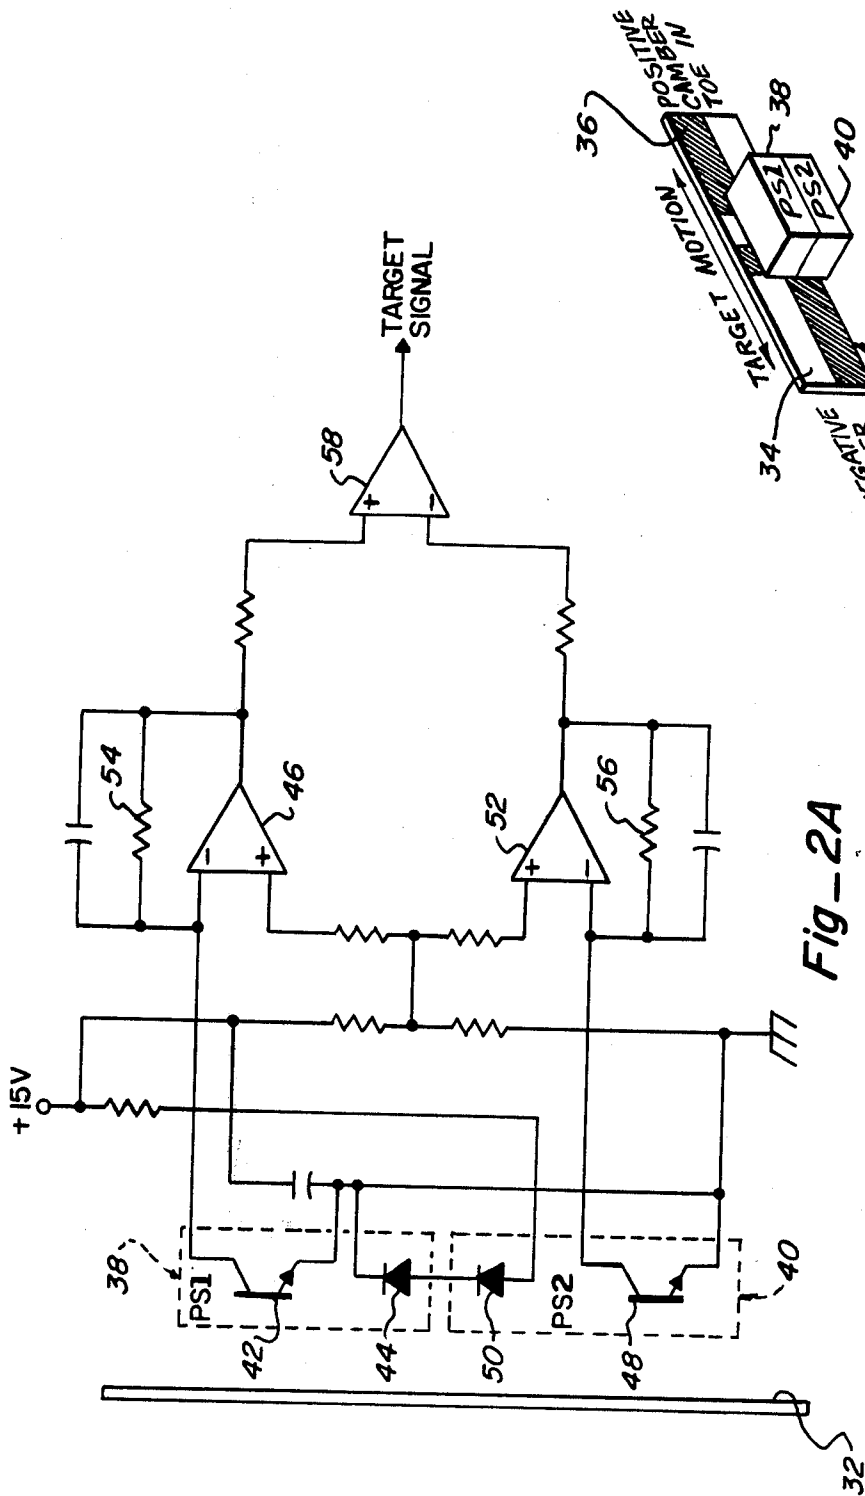 +15V
38
PS1
42
44
50
PS2
48
40
32
54
46
52
56
58
+
-
-
+
+
-
TARGET
SIGNAL
Fig_2A
34
36
TARGET MOTION
POSITIVE
CAMBER
TOE IN
PS1
PS2
38
40